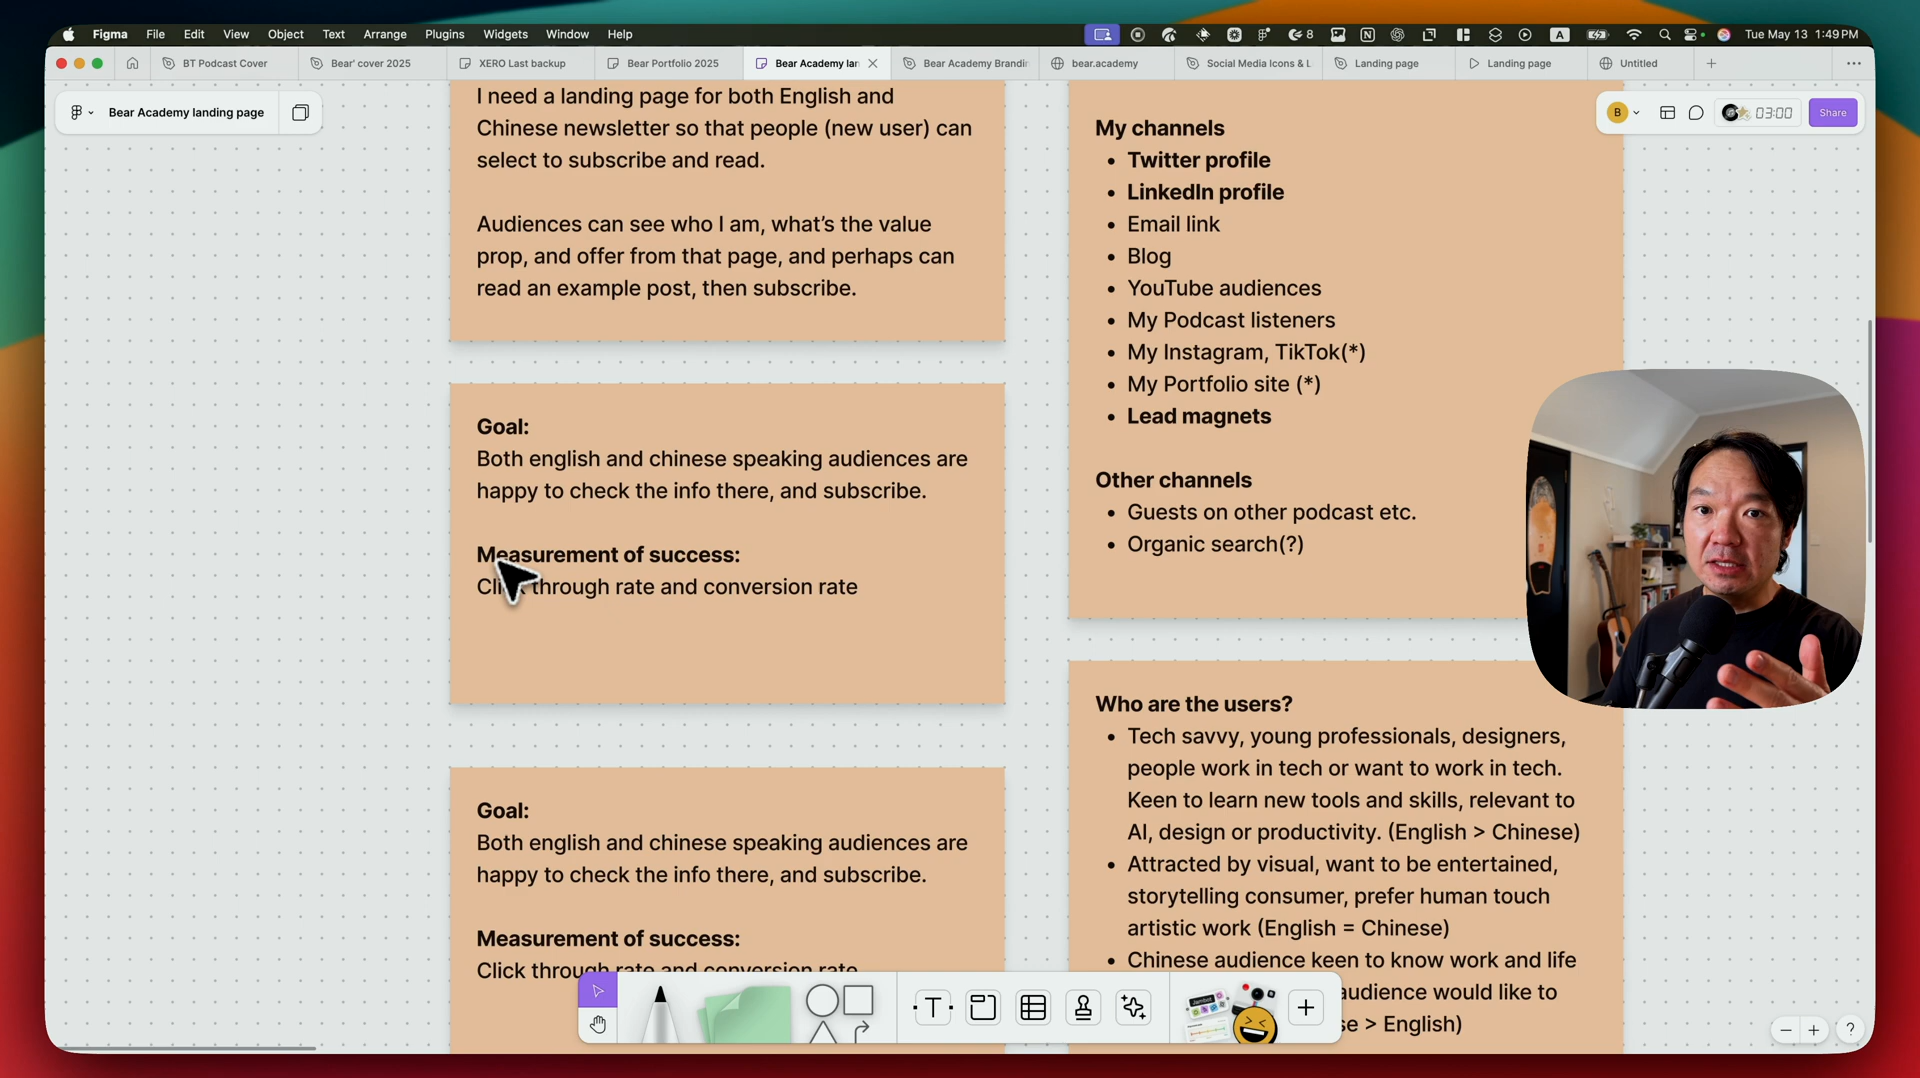 Figma File Edit View Object Text Arrange Plugins Widgets Window Help
8 A Tue May 13 1:49 PM
BT Podcast Cover
Bear' cover 2025
XERO Last backup
Bear Portfolio 2025
Bear Academy lan
Bear Academy Brandin
bear.academy
Social Media Icons & L
Landing page
Landing page
Untitled
Bear Academy landing page
B
03:00
Share
I need a landing page for both English and
Chinese newsletter so that people (new user) can
select to subscribe and read.
Audiences can see who I am, what's the value
prop, and offer from that page, and perhaps can
read an example post, then subscribe.
Goal:
Both english and chinese speaking audiences are
happy to check the info there, and subscribe.
Measurement of success:
Click through rate and conversion rate
Goal:
Both english and chinese speaking audiences are
happy to check the info there, and subscribe.
Measurement of success:
Click through rate and conversion rate
My channels
• Twitter profile
• LinkedIn profile
• Email link
• Blog
• YouTube audiences
• My Podcast listeners
• My Instagram, TikTok(*)
• My Portfolio site (*)
• Lead magnets
Other channels
• Guests on other podcast etc.
• Organic search(?)
Who are the users?
• Tech savvy, young professionals, designers,
people work in tech or want to work in tech.
Keen to learn new tools and skills, relevant to
AI, design or productivity. (English > Chinese)
• Attracted by visual, want to be entertained,
storytelling consumer, prefer human touch
artistic work (English = Chinese)
• Chinese audience keen to know work and life
audience would like to
se > English)
T
?